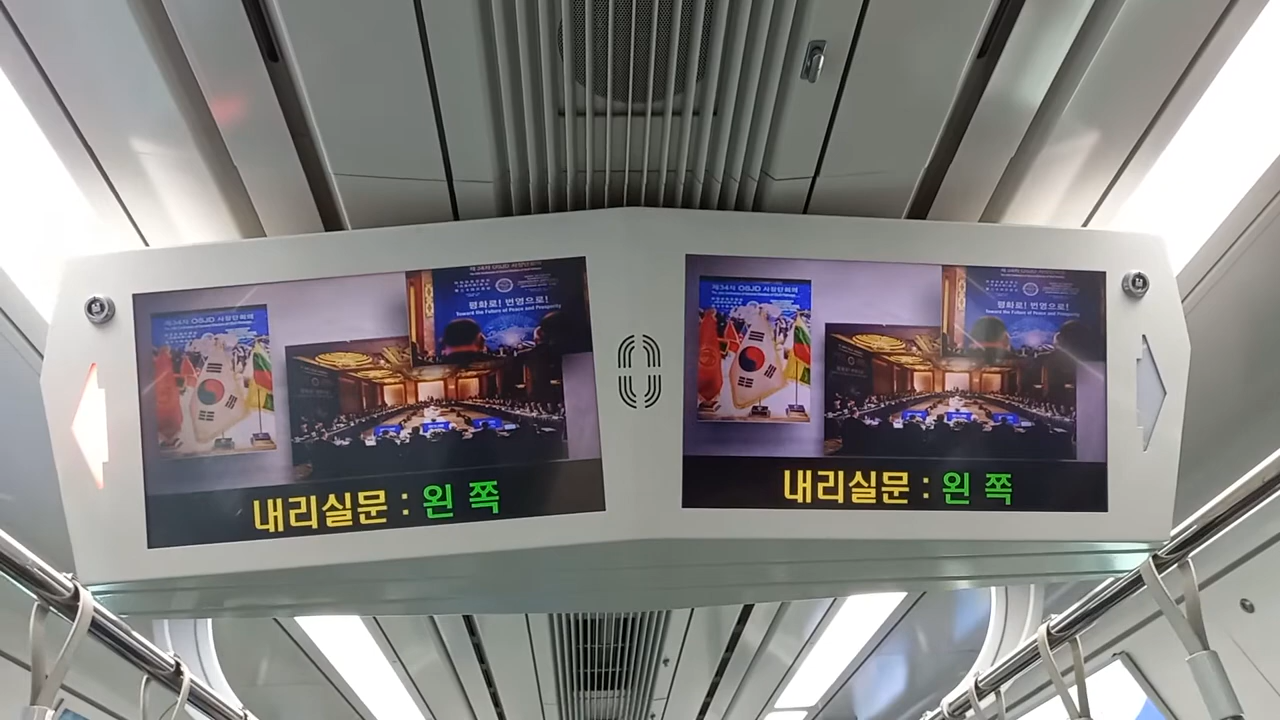 제34차 OSJD 사장단회의
평화로! 번영으로!
Toward the Future of Peace and Prosperity
내리실문 : 왼 쪽
제34차 OSJD 사장단회의
평화로! 번영으로!
Toward the Future of Peace and Prosperity
내리실문 : 왼 쪽